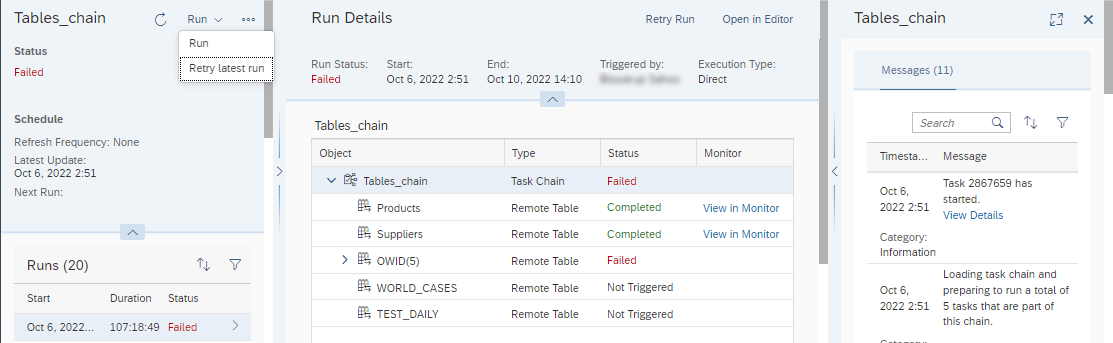 Tables_chain
Run
Run
Retry latest run
Status
Failed
Schedule
Refresh Frequency: None
Latest Update:
Oct 6, 2022 2:51
Next Run:
Runs (20)
Start Duration Status
Oct 6, 2022... 107:18:49 Failed
Run Details
Retry Run Open in Editor
Run Status: Start: End: Triggered by: Execution Type:
Failed Oct 6, 2022 2:51 Oct 10, 2022 14:10 Direct
Tables_chain
Object Type Status Monitor
Tables_chain Task Chain Failed
Products Remote Table Completed View in Monitor
Suppliers Remote Table Completed View in Monitor
OWID(5) Remote Table Failed
WORLD_CASES Remote Table Not Triggered
TEST_DAILY Remote Table Not Triggered
Tables_chain
Messages (11)
Search
Timesta... Message
Oct 6,
2022 2:51
Task 2867659 has
started.
View Details
Category:
Information
Oct 6,
2022 2:51
Loading task chain and
preparing to run a total of
5 tasks that are part of
this chain.